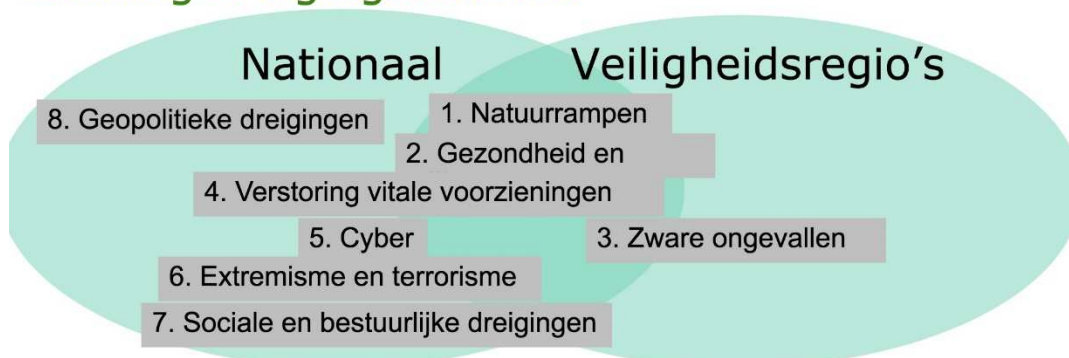 Nationaal
Veiligheidsregio's
8. Geopolitieke dreigingen
1. Natuurrampen
2. Gezondheid en
4. Verstoring vitale voorzieningen
5. Cyber
3. Zware ongevallen
6. Extremisme en terrorisme
7. Sociale en bestuurlijke dreigingen